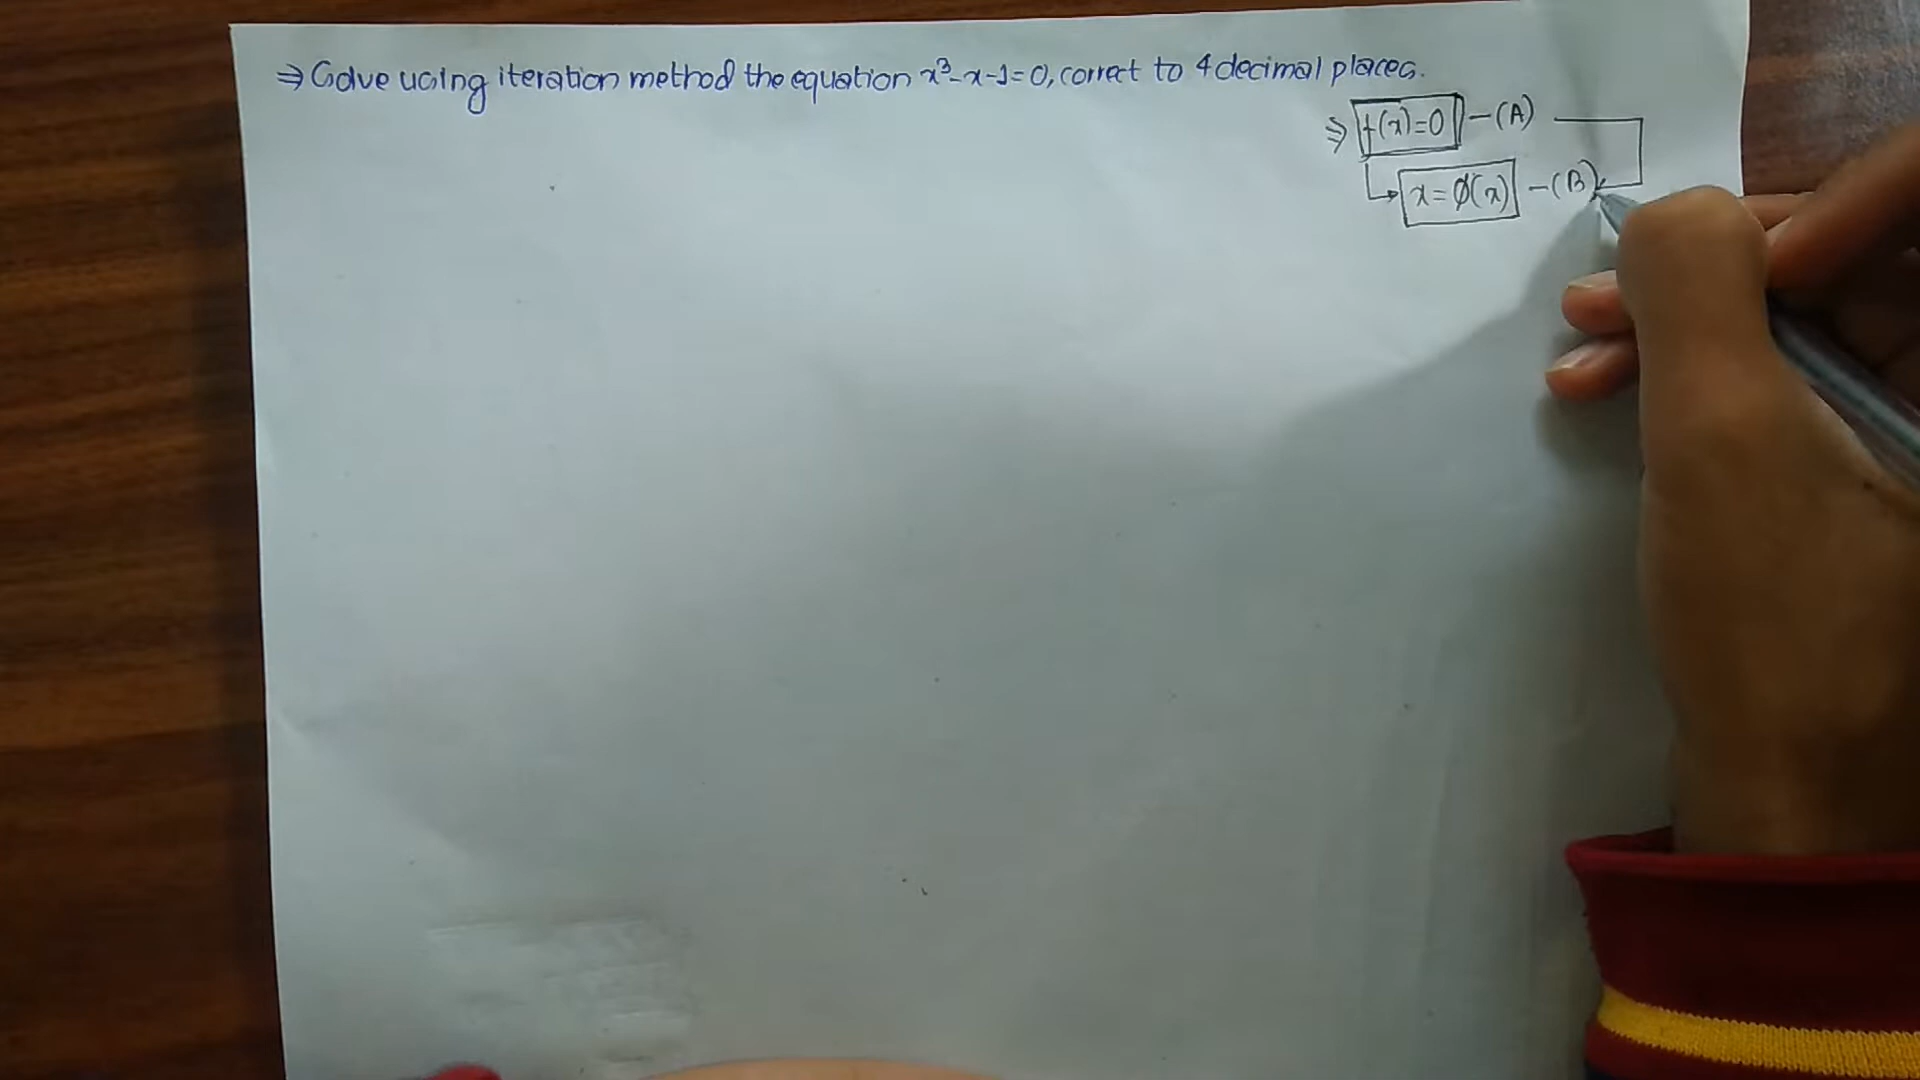 ⇒ Solve using iteration method the equation x³-x-1=0, correct to 4 decimal places.
⇒ f(x)=0 -(A)
x=ø(x) -(B)